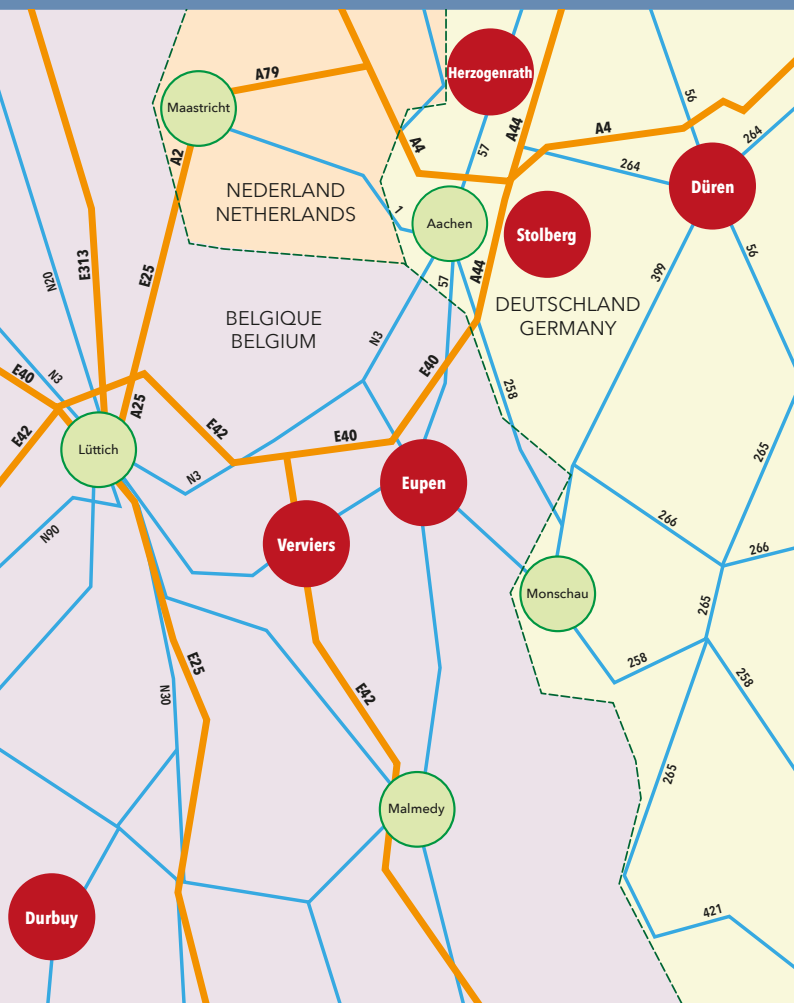 A79
Herzogenrath
Maastricht
56
A4
A44
A4
264
A2
57
264
NEDERLAND
NETHERLANDS
Düren
1
Aachen
Stolberg
N20
E313
E25
57
A44
399
56
BELGIQUE
BELGIUM
DEUTSCHLAND
GERMANY
N3
E40
N3
E40
258
A25
E42
E42
E40
Lüttich
N3
265
Eupen
266
N90
Verviers
266
Monschau
265
E25
258
258
N30
E42
265
Malmedy
Durbuy
421